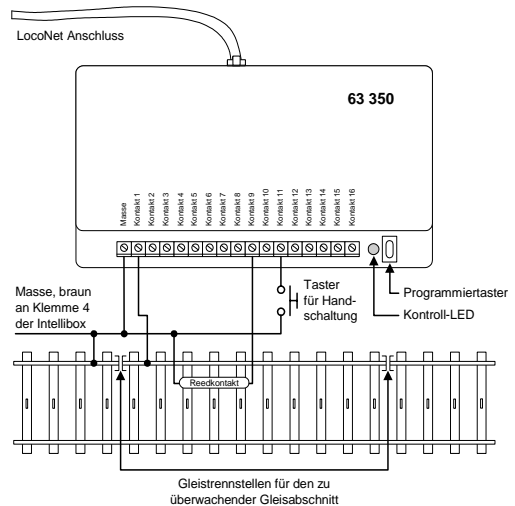 LocoNet Anschluss
63 350
Masse
Kontakt 1
Kontakt 2
Kontakt 3
Kontakt 4
Kontakt 5
Kontakt 6
Kontakt 7
Kontakt 8
Kontakt 9
Kontakt 10
Kontakt 11
Kontakt 12
Kontakt 13
Kontakt 14
Kontakt 15
Kontakt 16
Masse, braun
an Klemme 4
der Intellibox
Taster
für Hand-
schaltung
Programmiertaster
Kontroll-LED
Reedkontakt
Gleistrennstellen für den zu
überwachender Gleisabschnitt